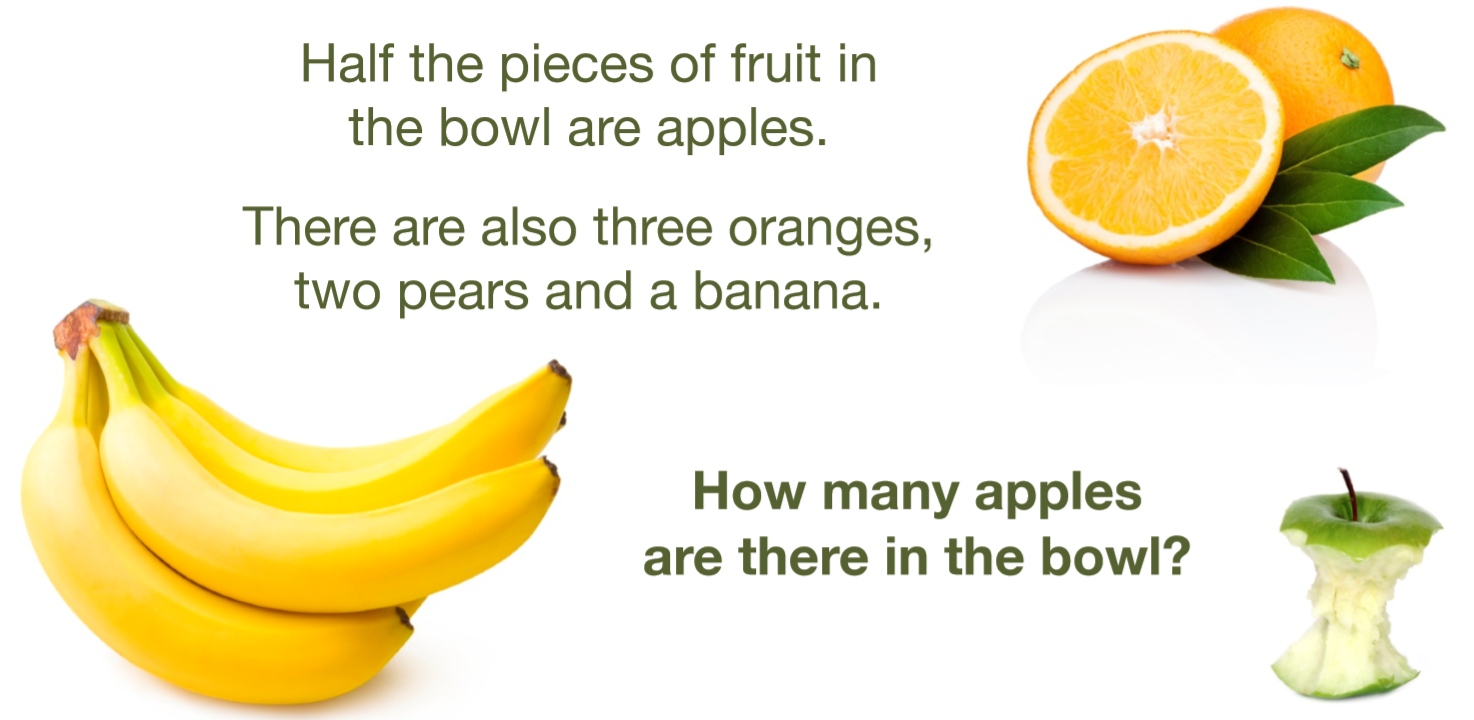 Half the pieces of fruit in
the bowl are apples.
There are also three oranges,
two pears and a banana.
How many apples
are there in the bowl?